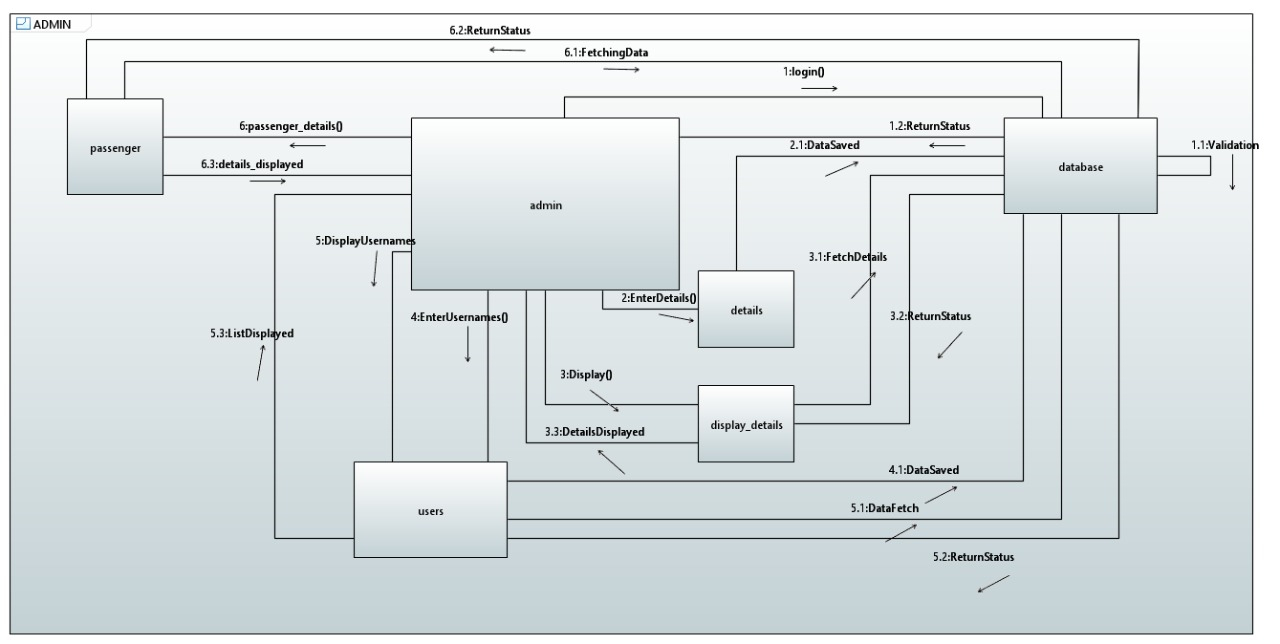 ADMIN
6.2:ReturnStatus
6.1:FetchingData
1:login()
6:passenger_details()
1.2:ReturnStatus
2.1:DataSaved
1.1:Validation
passenger
6.3:details_displayed
database
admin
5:DisplayUsernames
3.1:FetchDetails
2:EnterDetails()
details
4:EnterUsernames()
3.2:ReturnStatus
5.3:ListDisplayed
3:Display()
display_details
3.3:DetailsDisplayed
4.1:DataSaved
users
5.1:DataFetch
5.2:ReturnStatus